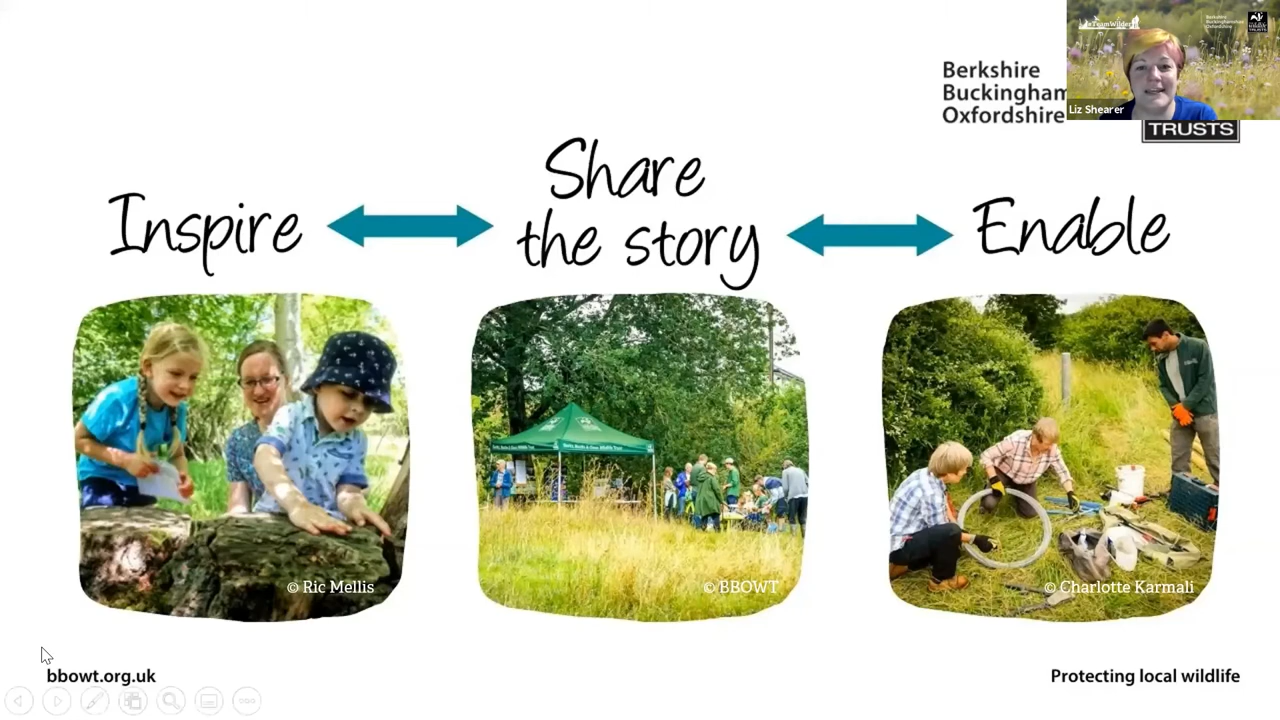 TeamWilder
Berkshire
Buckingham
Oxfordshire
TRUSTS
Liz Shearer
Inspire
Share
the story
Enable
© Ric Mellis
© BBOWT
© Charlotte Karmali
bbowt.org.uk
Protecting local wildlife